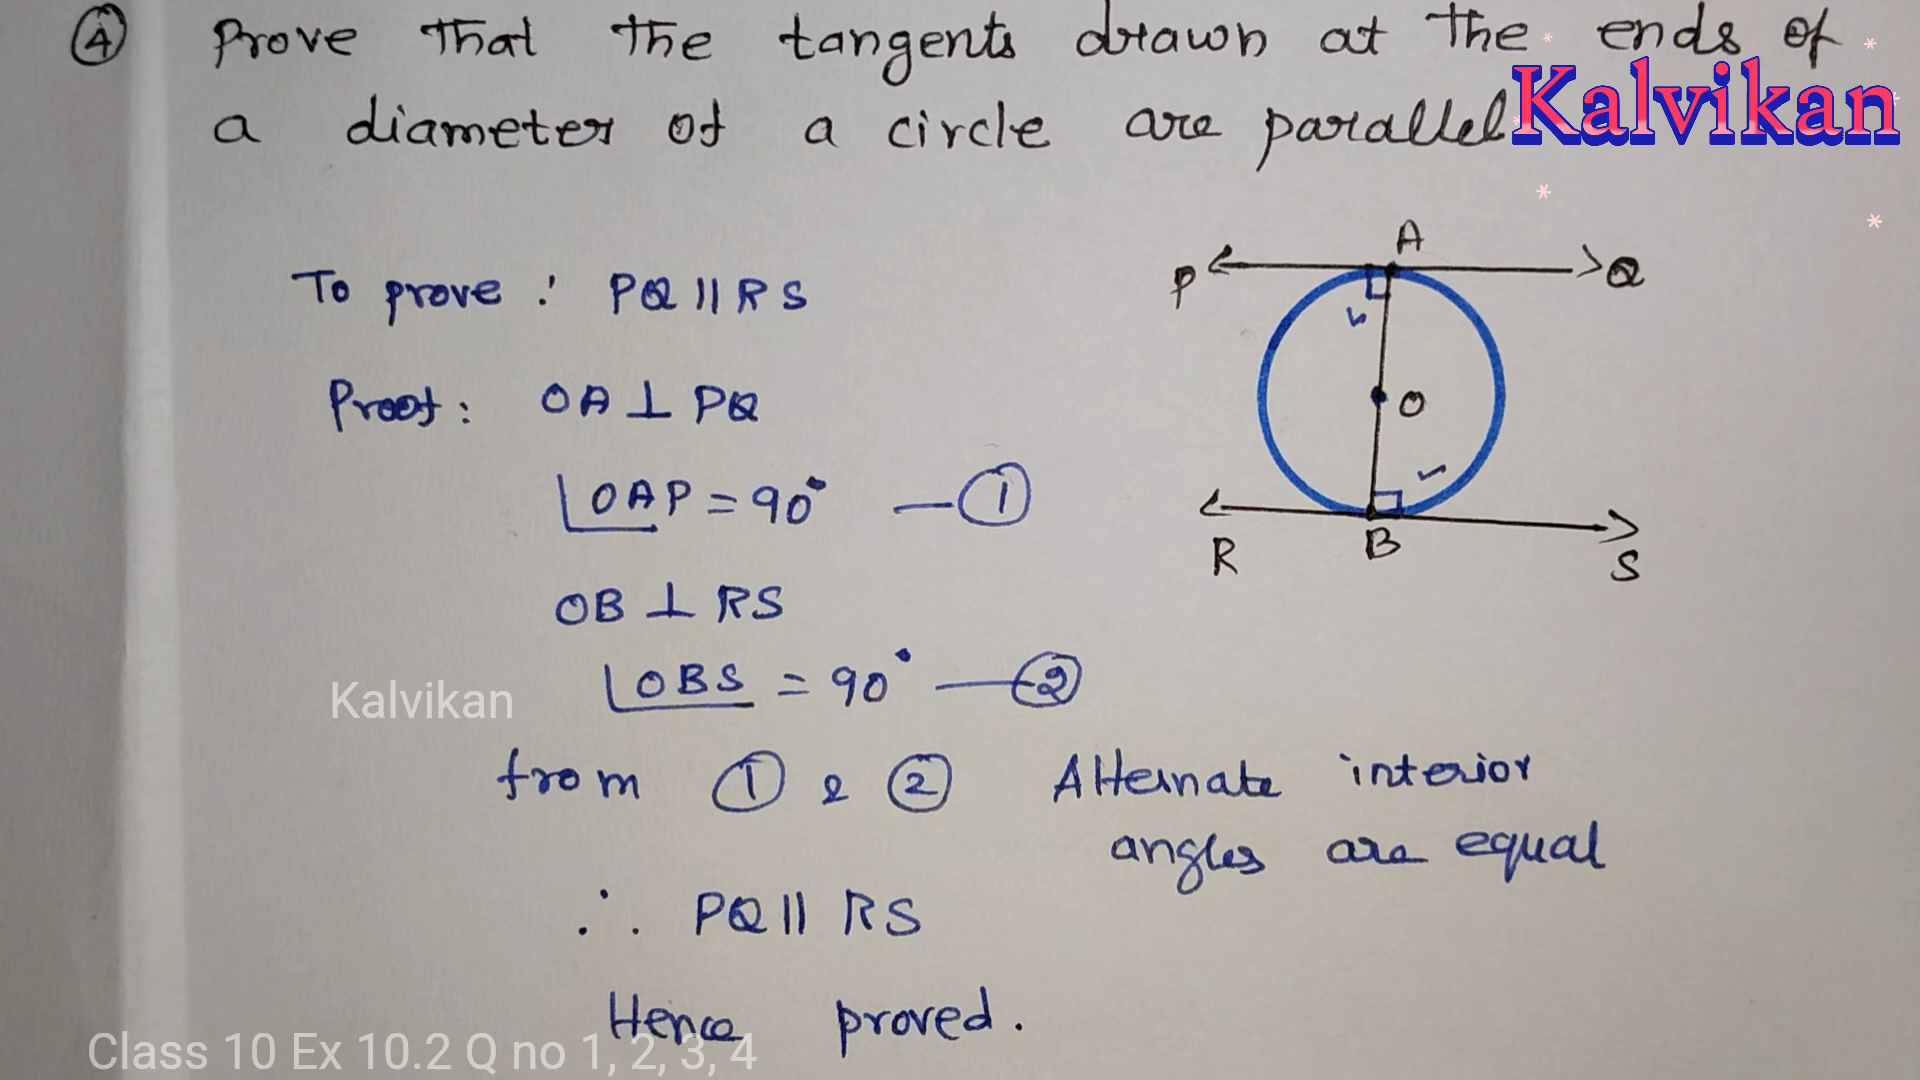 ④ Prove that the tangents drawn at the ends of
a diameter of a circle are parallel
Kalvikan
To prove : PQ || RS
Proof : OA ⊥ PQ
∠OAP = 90° — ①
OB ⊥ RS
∠OBS = 90° — ②
from ① & ② Alternate interior
angles are equal
∴ PQ || RS
Hence proved.
A
P
Q
O
R
B
S
Kalvikan
Class 10 Ex 10.2 Q no 1, 2, 3, 4